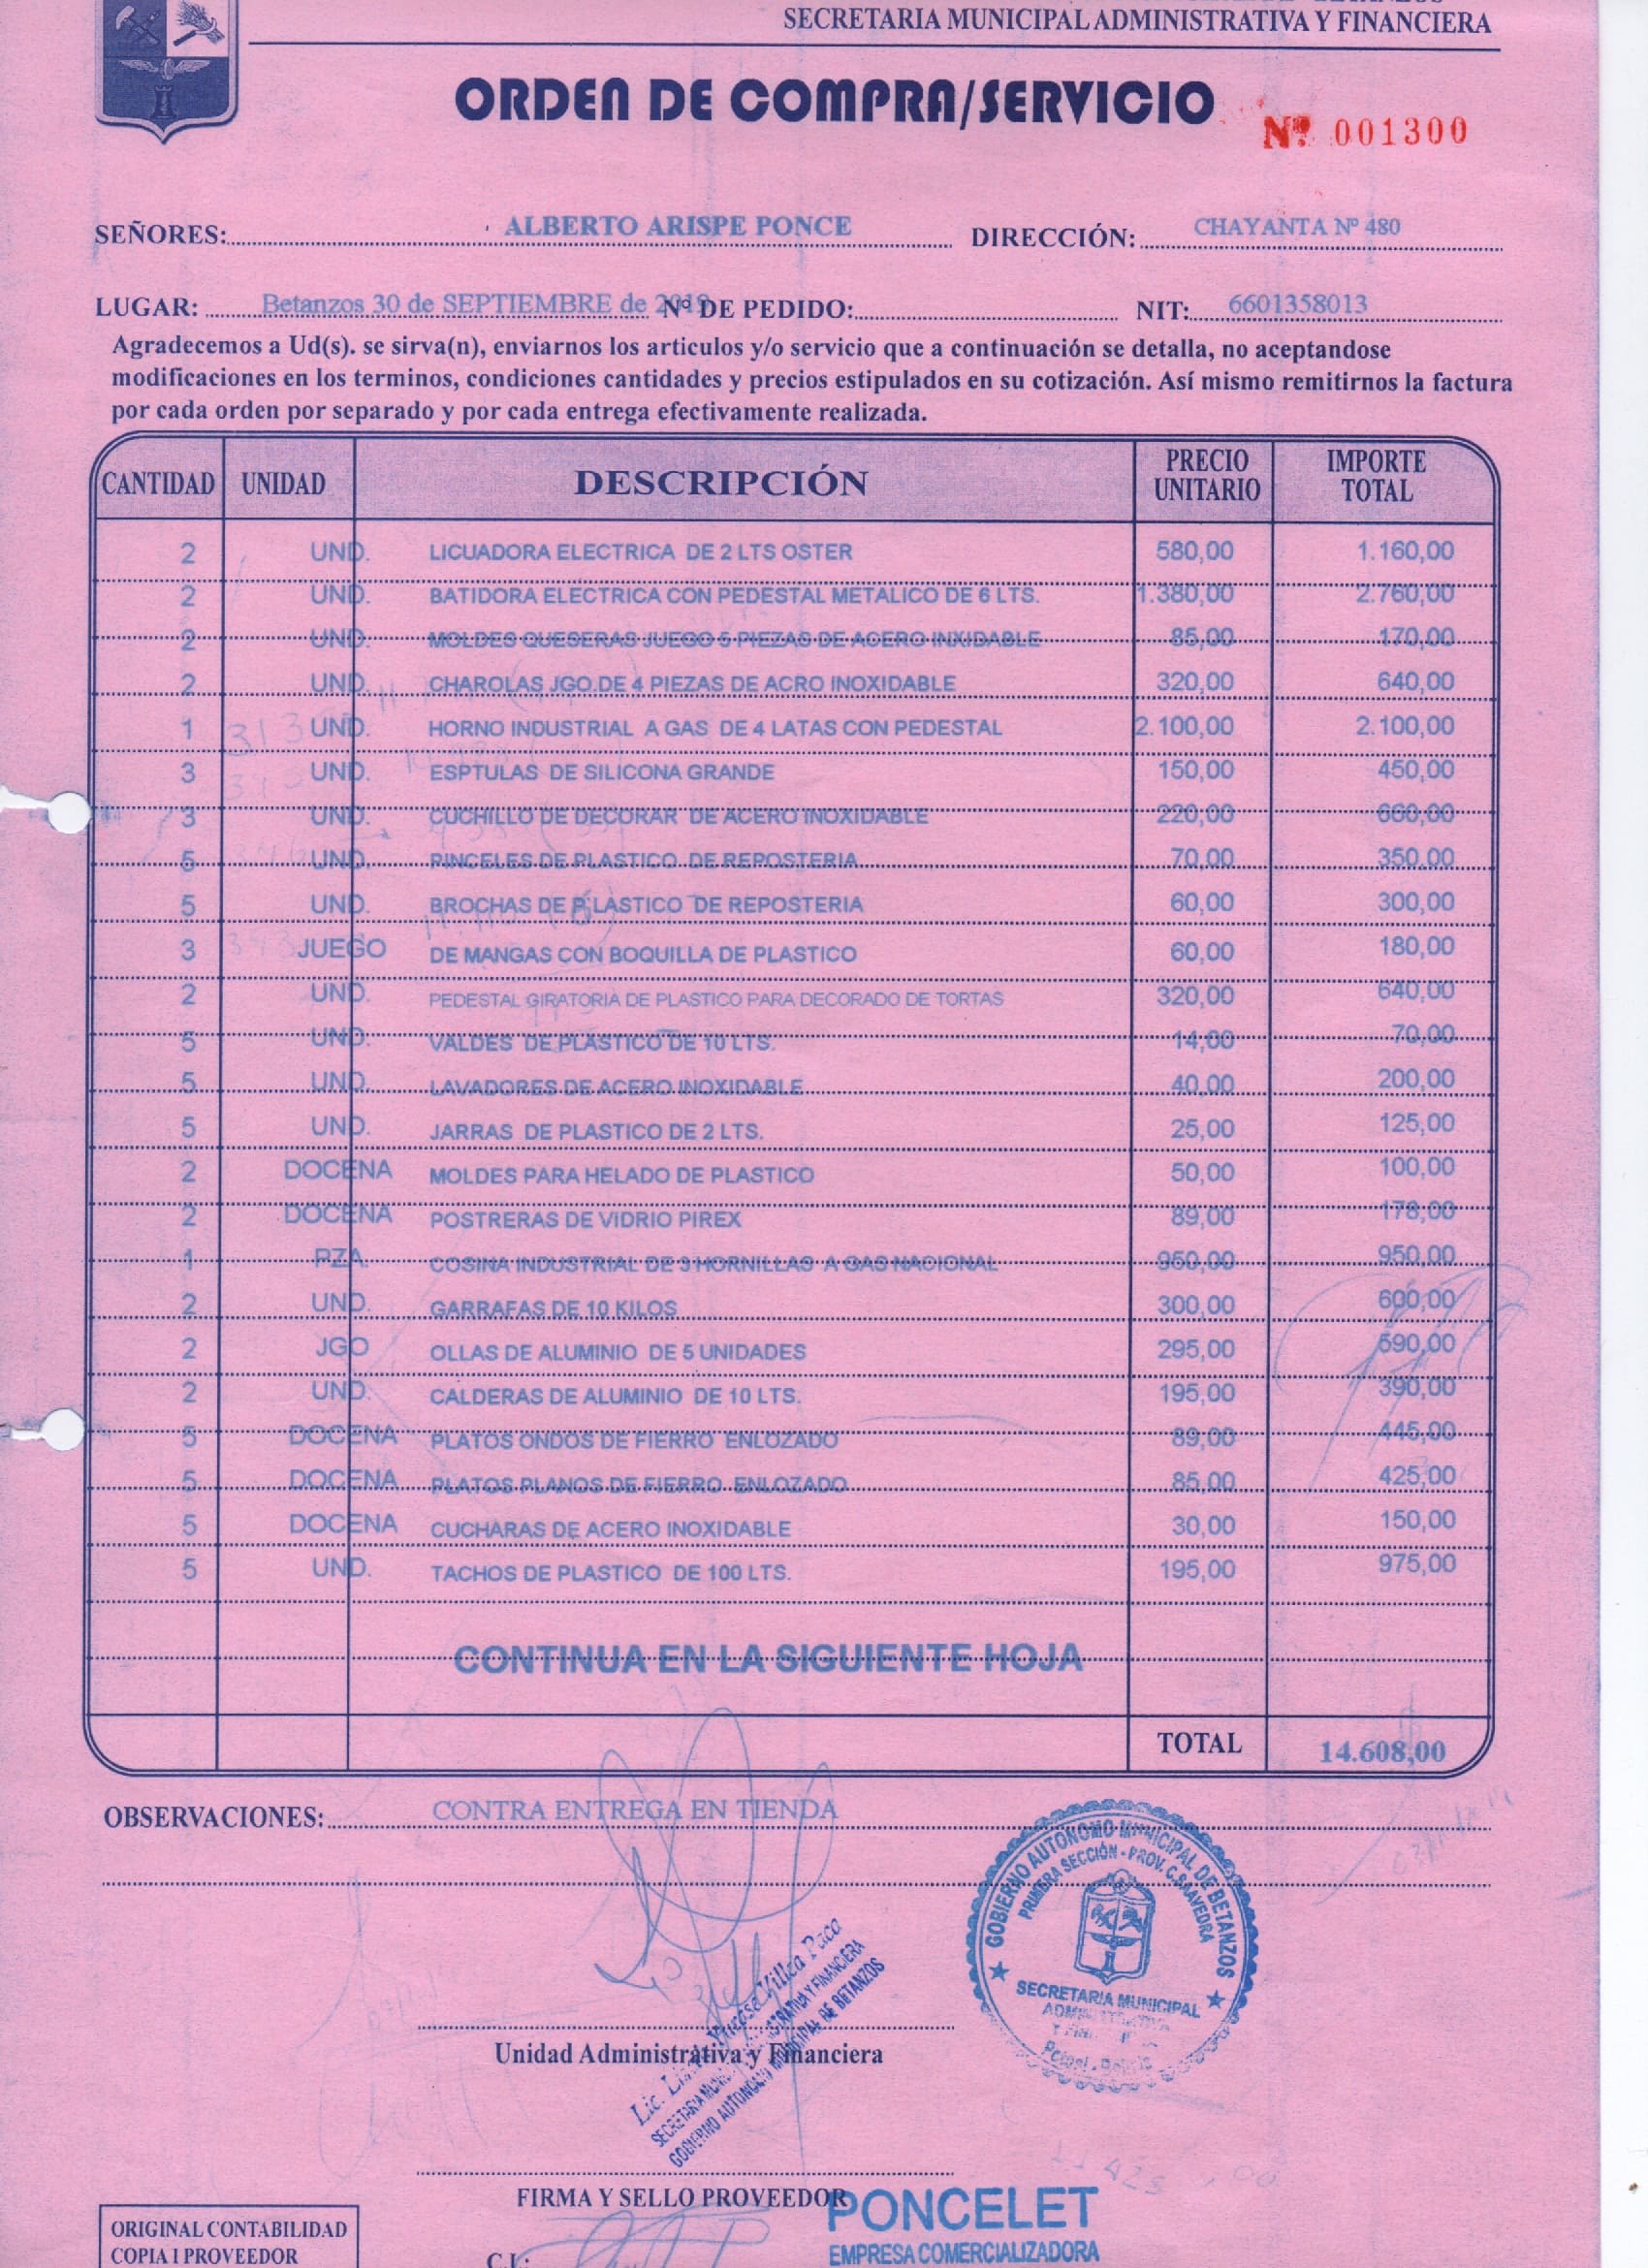 SECRETARIA MUNICIPAL ADMINISTRATIVA Y FINANCIERA
ORDEN DE COMPRA/SERVICIO
Nº. 001300
SEÑORES: ALBERTO ARISPE PONCE DIRECCIÓN: CHAYANTA Nº 480
LUGAR: Betanzos 30 de SEPTIEMBRE de Nº DE PEDIDO: NIT: 6601358013
Agradecemos a Ud(s). se sirva(n), enviarnos los articulos y/o servicio que a continuación se detalla, no aceptandose
modificaciones en los terminos, condiciones cantidades y precios estipulados en su cotización. Así mismo remitirnos la factura
por cada orden por separado y por cada entrega efectivamente realizada.
CANTIDAD UNIDAD DESCRIPCIÓN PRECIO UNITARIO IMPORTE TOTAL
2 UND. LICUADORA ELECTRICA DE 2 LTS OSTER 580,00 1.160,00
2 UND. BATIDORA ELECTRICA CON PEDESTAL METALICO DE 6 LTS. 1.380,00 2.760,00
2 UND. MOLDES QUESERAS JUEGO 5 PIEZAS DE ACERO INXIDABLE 85,00 170,00
2 UND. CHAROLAS JGO.DE 4 PIEZAS DE ACRO INOXIDABLE 320,00 640,00
1 UND. HORNO INDUSTRIAL A GAS DE 4 LATAS CON PEDESTAL 2.100,00 2.100,00
3 UND. ESPTULAS DE SILICONA GRANDE 150,00 450,00
3 UND. CUCHILLO DE DECORAR DE ACERO INOXIDABLE 220,00 660,00
5 UND. PINCELES DE PLASTICO DE REPOSTERIA 70,00 350,00
5 UND. BROCHAS DE PLASTICO DE REPOSTERIA 60,00 300,00
3 JUEGO DE MANGAS CON BOQUILLA DE PLASTICO 60,00 180,00
2 UND. PEDESTAL GIRATORIA DE PLASTICO PARA DECORADO DE TORTAS 320,00 640,00
5 UND. VALDES DE PLASTICO DE 10 LTS. 14,00 70,00
5 UND. LAVADORES DE ACERO INOXIDABLE 40,00 200,00
5 UND. JARRAS DE PLASTICO DE 2 LTS. 25,00 125,00
2 DOCENA MOLDES PARA HELADO DE PLASTICO 50,00 100,00
2 DOCENA POSTRERAS DE VIDRIO PIREX 89,00 178,00
1 PZA. COSINA INDUSTRIAL DE 3 HORNILLAS A GAS NACIONAL 950,00 950,00
2 UND. GARRAFAS DE 10 KILOS 300,00 600,00
2 JGO OLLAS DE ALUMINIO DE 5 UNIDADES 295,00 590,00
2 UND. CALDERAS DE ALUMINIO DE 10 LTS. 195,00 390,00
5 DOCENA PLATOS ONDOS DE FIERRO ENLOZADO 89,00 445,00
5 DOCENA PLATOS PLANOS DE FIERRO ENLOZADO 85,00 425,00
5 DOCENA CUCHARAS DE ACERO INOXIDABLE 30,00 150,00
5 UND. TACHOS DE PLASTICO DE 100 LTS. 195,00 975,00
CONTINUA EN LA SIGUIENTE HOJA
TOTAL 14.608,00
OBSERVACIONES: CONTRA ENTREGA EN TIENDA
GOBIERNO AUTONOMO MUNICIPAL DE BETANZOS
PRIMERA SECCIÓN - PROV. C. SAAVEDRA
SECRETARIA MUNICIPAL
Unidad Administrativa y Financiera
Lic. Villca Paco
GOBIERNO AUTONOMO MUNICIPAL DE BETANZOS
FIRMA Y SELLO PROVEEDOR
PONCELET
EMPRESA COMERCIALIZADORA
C.I.:
ORIGINAL CONTABILIDAD
COPIA 1 PROVEEDOR